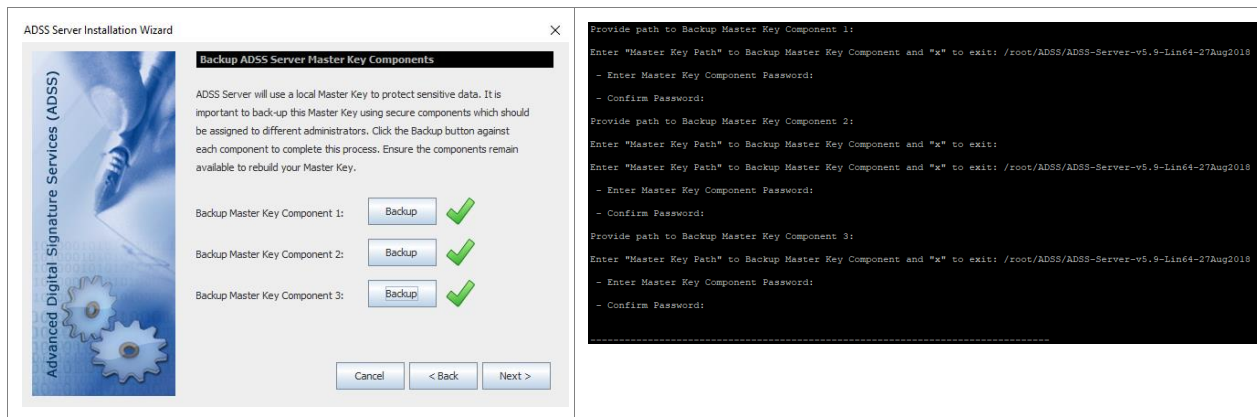 ADSS Server Installation Wizard
Advanced Digital Signature Services (ADSS)
Backup ADSS Server Master Key Components
ADSS Server will use a local Master Key to protect sensitive data. It is
important to back-up this Master Key using secure components which should
be assigned to different administrators. Click the Backup button against
each component to complete this process. Ensure the components remain
available to rebuild your Master Key.
Backup Master Key Component 1: Backup
Backup Master Key Component 2: Backup
Backup Master Key Component 3: Backup
Cancel < Back Next >
Provide path to Backup Master Key Component 1:
Enter "Master Key Path" to Backup Master Key Component and "x" to exit: /root/ADSS/ADSS-Server-v5.9-Lin64-27Aug2018
- Enter Master Key Component Password:
- Confirm Password:
Provide path to Backup Master Key Component 2:
Enter "Master Key Path" to Backup Master Key Component and "x" to exit:
Enter "Master Key Path" to Backup Master Key Component and "x" to exit: /root/ADSS/ADSS-Server-v5.9-Lin64-27Aug2018
- Enter Master Key Component Password:
- Confirm Password:
Provide path to Backup Master Key Component 3:
Enter "Master Key Path" to Backup Master Key Component and "x" to exit: /root/ADSS/ADSS-Server-v5.9-Lin64-27Aug2018
- Enter Master Key Component Password:
- Confirm Password:
--------------------------------------------------------------------------------